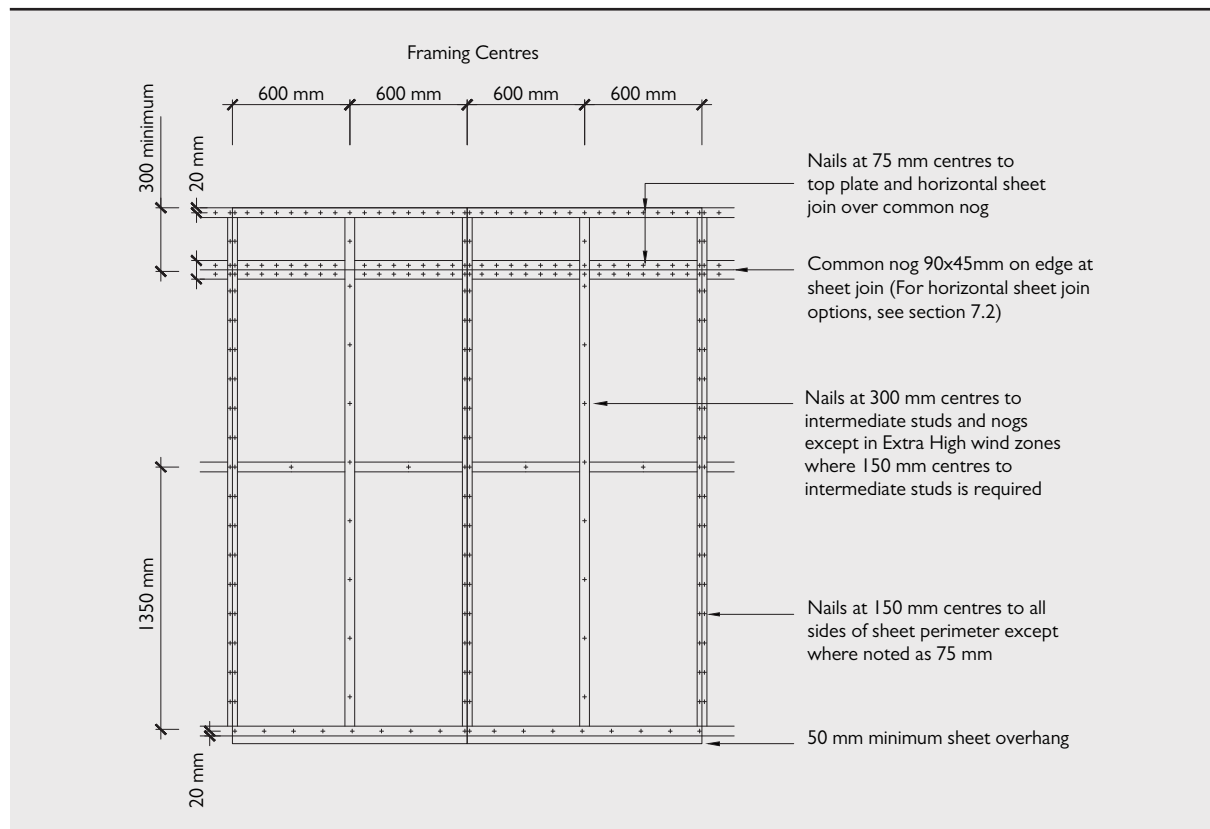 Framing Centres
600 mm
600 mm
600 mm
600 mm
300 minimum
20 mm
Nails at 75 mm centres to
top plate and horizontal sheet
join over common nog
Common nog 90x45mm on edge at
sheet join (For horizontal sheet join
options, see section 7.2)
Nails at 300 mm centres to
intermediate studs and nogs
except in Extra High wind zones
where 150 mm centres to
intermediate studs is required
1350 mm
Nails at 150 mm centres to all
sides of sheet perimeter except
where noted as 75 mm
50 mm minimum sheet overhang
20 mm